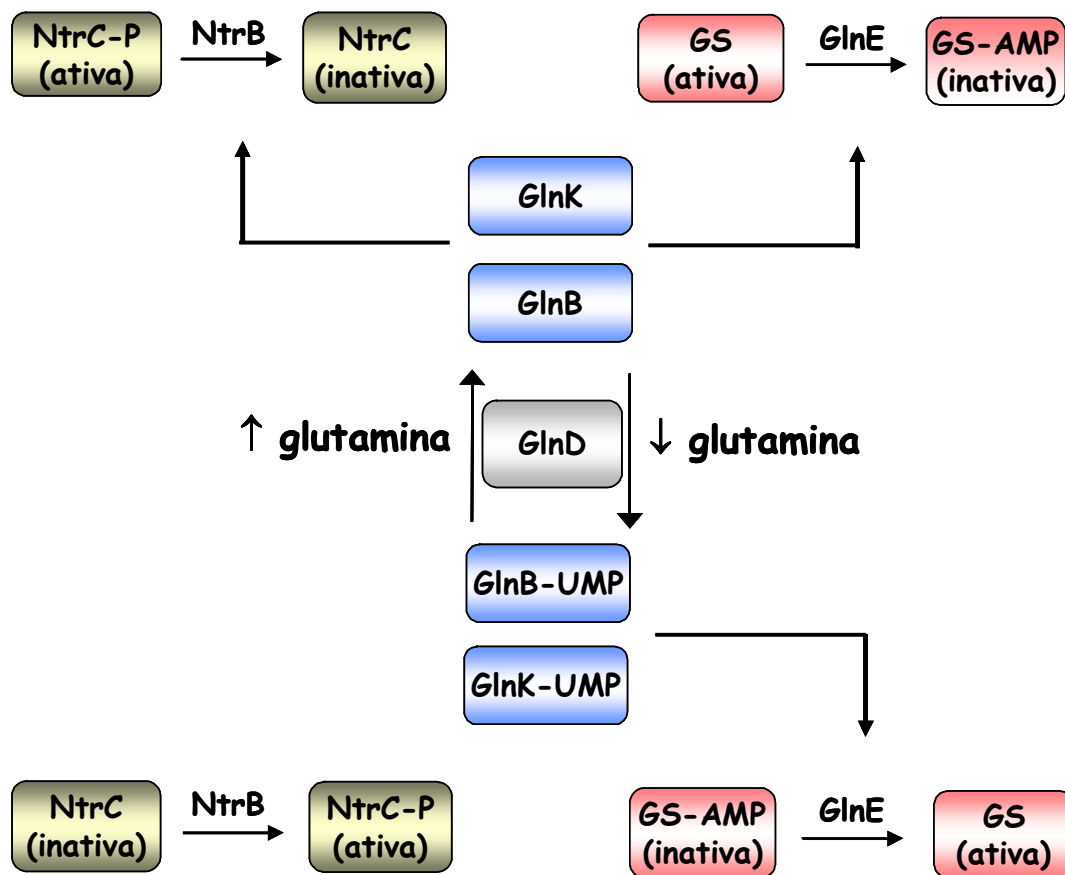 NtrC-P
(ativa)
NtrB
NtrC
(inativa)
GS
(ativa)
GlnE
GS-AMP
(inativa)
GlnK
GlnB
↑ glutamina
GlnD
↓ glutamina
GlnB-UMP
GlnK-UMP
NtrC
(inativa)
NtrB
NtrC-P
(ativa)
GS-AMP
(inativa)
GlnE
GS
(ativa)